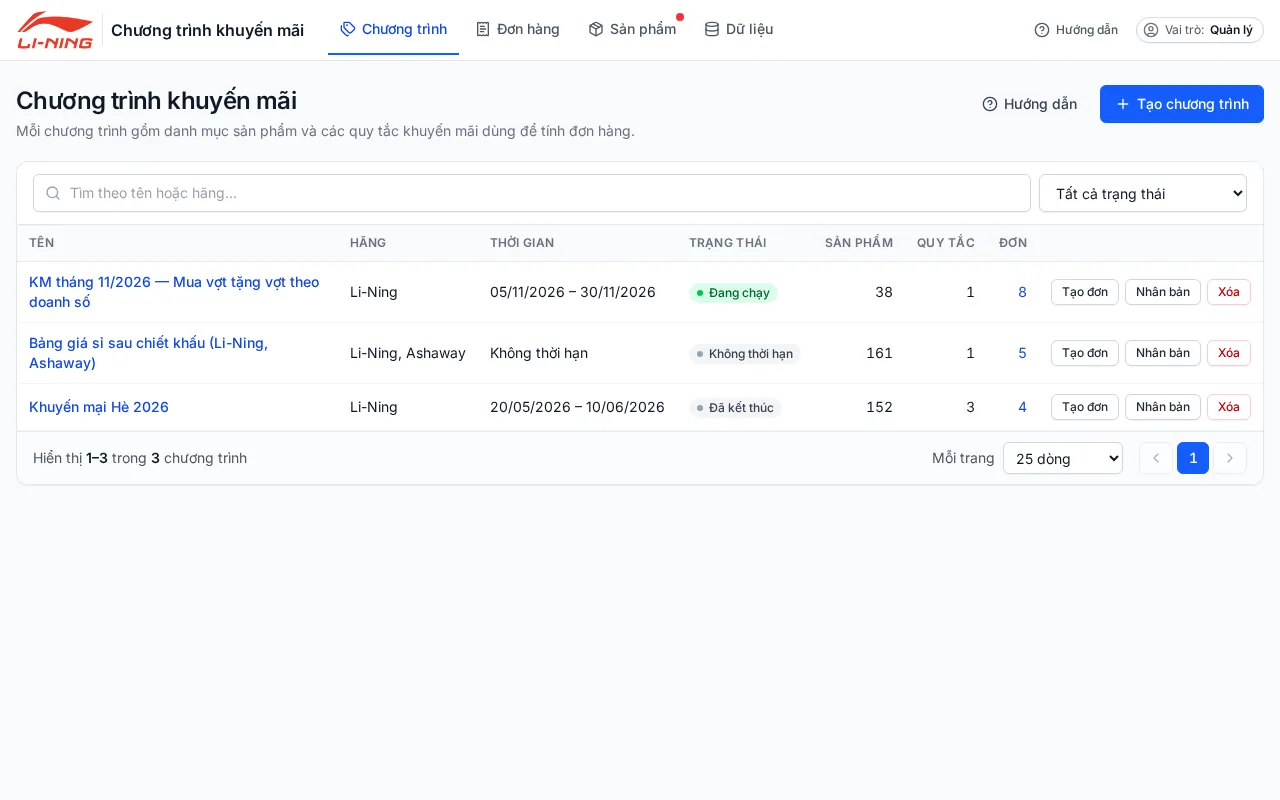 LI-NING
Chương trình khuyến mãi
Chương trình
Đơn hàng
Sản phẩm
Dữ liệu
Hướng dẫn
Vai trò: Quản lý
Chương trình khuyến mãi
Mỗi chương trình gồm danh mục sản phẩm và các quy tắc khuyến mãi dùng để tính đơn hàng.
Hướng dẫn
Tạo chương trình
Tìm theo tên hoặc hãng...
Tất cả trạng thái
TÊN HÃNG THỜI GIAN TRẠNG THÁI SẢN PHẨM QUY TẮC ĐƠN
KM tháng 11/2026 — Mua vợt tặng vợt theo
doanh số
Li-Ning 05/11/2026 – 30/11/2026 Đang chạy 38 1 8 Tạo đơn Nhân bản Xóa
Bảng giá sỉ sau chiết khấu (Li-Ning,
Ashaway)
Li-Ning, Ashaway Không thời hạn Không thời hạn 161 1 5 Tạo đơn Nhân bản Xóa
Khuyến mại Hè 2026 Li-Ning 20/05/2026 – 10/06/2026 Đã kết thúc 152 3 4 Tạo đơn Nhân bản Xóa
Hiển thị 1–3 trong 3 chương trình
Mỗi trang 25 dòng 1